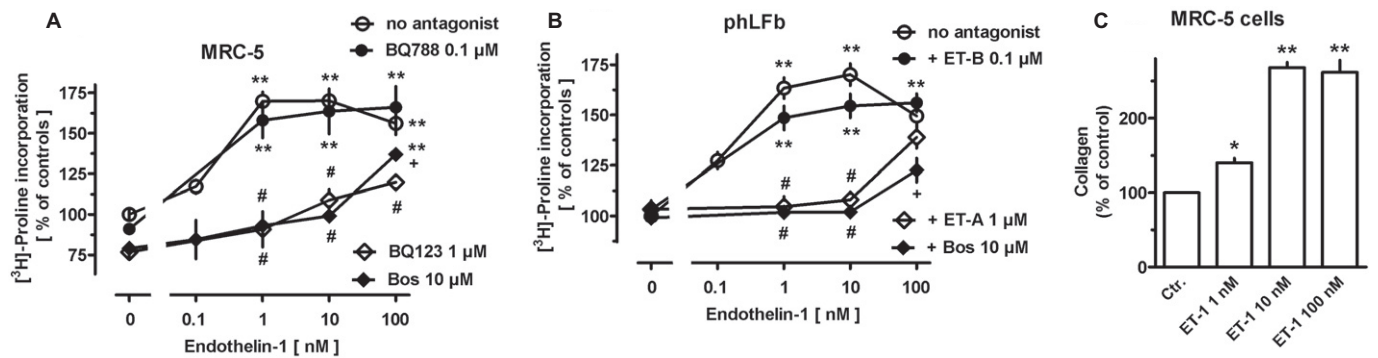 A
MRC-5
no antagonist
BQ788 0.1 µM
[³H]-Proline incorporation
[ % of controls ]
175
150
125
100
75
**
**
**
**
**
**
**
+
#
#
#
#
#
BQ123 1 µM
Bos 10 µM
0
0.1
1
10
100
Endothelin-1 [ nM ]
B
phLFb
no antagonist
+ ET-B 0.1 µM
[³H]-Proline incorporation
[ % of controls ]
175
150
125
100
**
**
**
**
**
#
#
#
#
+
+ ET-A 1 µM
+ Bos 10 µM
0
0.1
1
10
100
Endothelin-1 [ nM ]
C
MRC-5 cells
Collagen
(% of control)
200
100
0
*
**
**
Ctr.
ET-1 1 nM
ET-1 10 nM
ET-1 100 nM